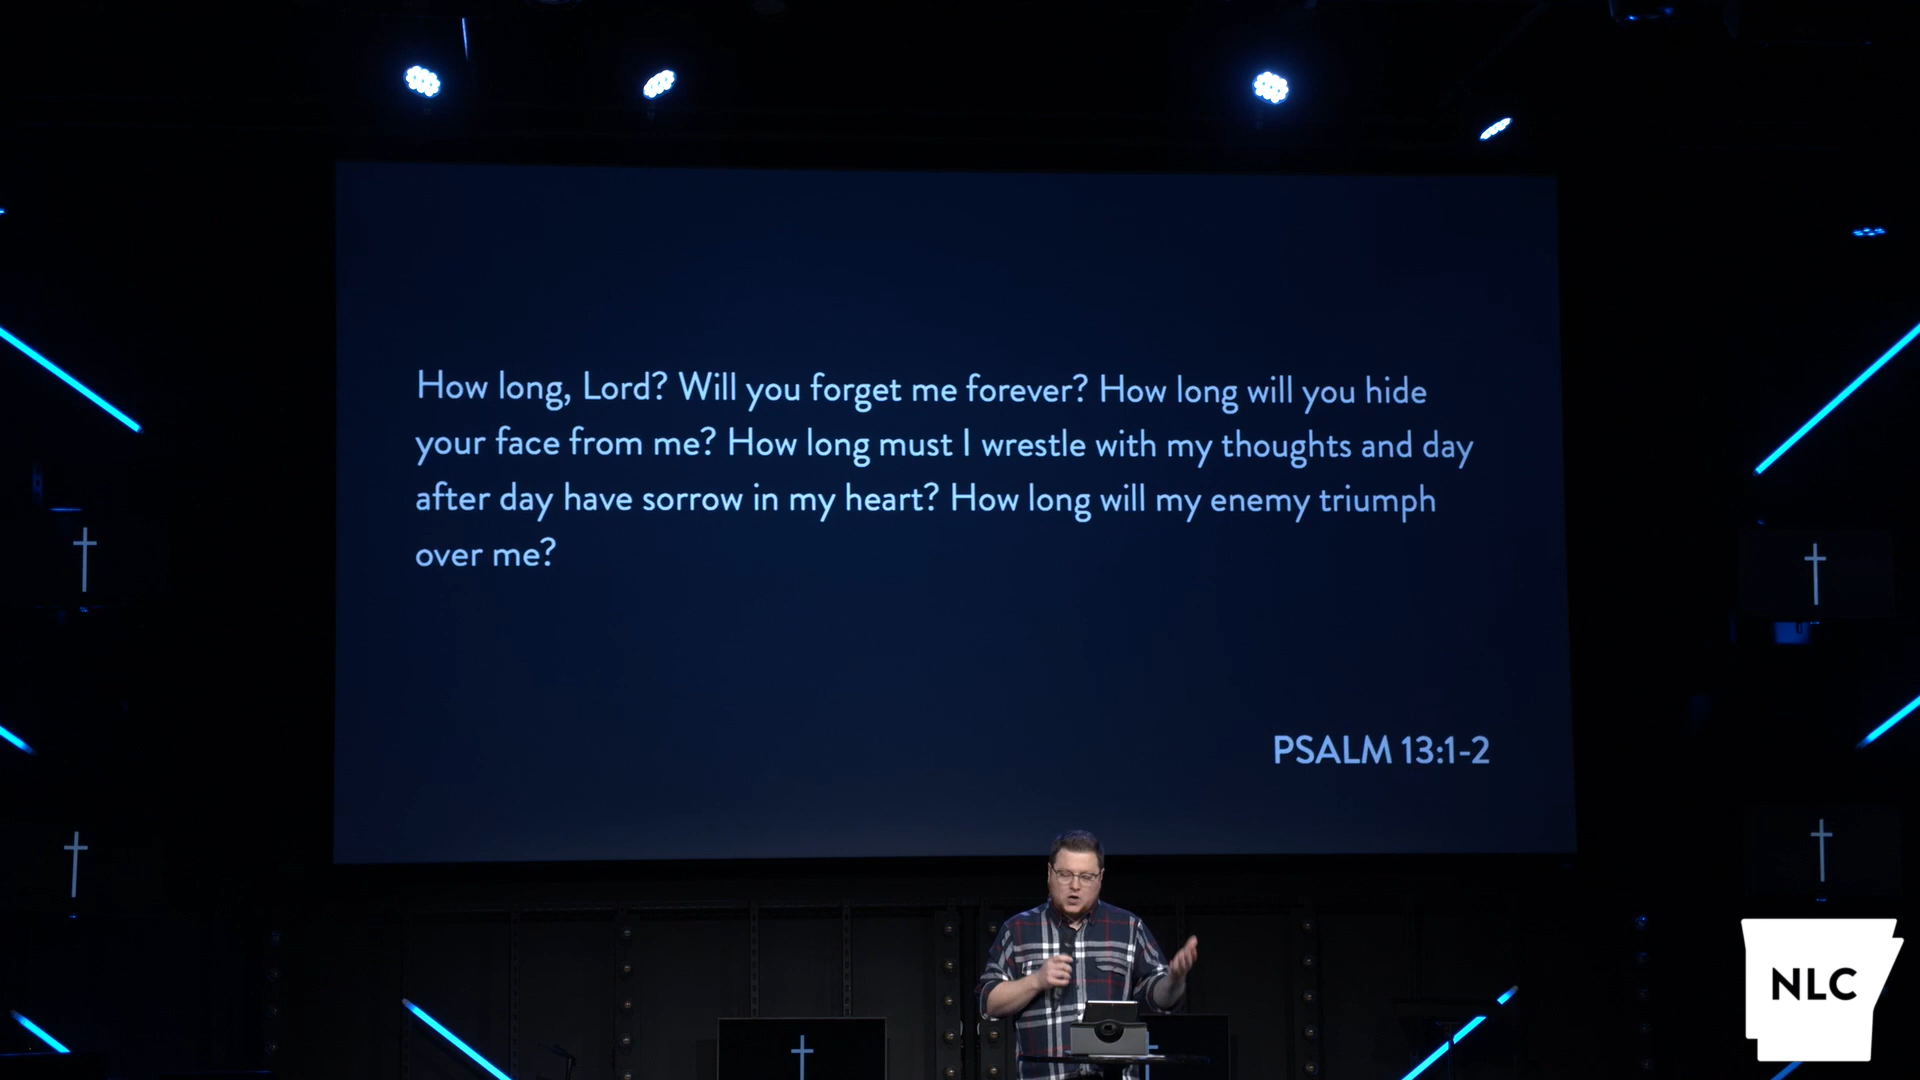 How long, Lord? Will you forget me forever? How long will you hide
your face from me? How long must I wrestle with my thoughts and day
after day have sorrow in my heart? How long will my enemy triumph
over me?
PSALM 13:1-2
NLC